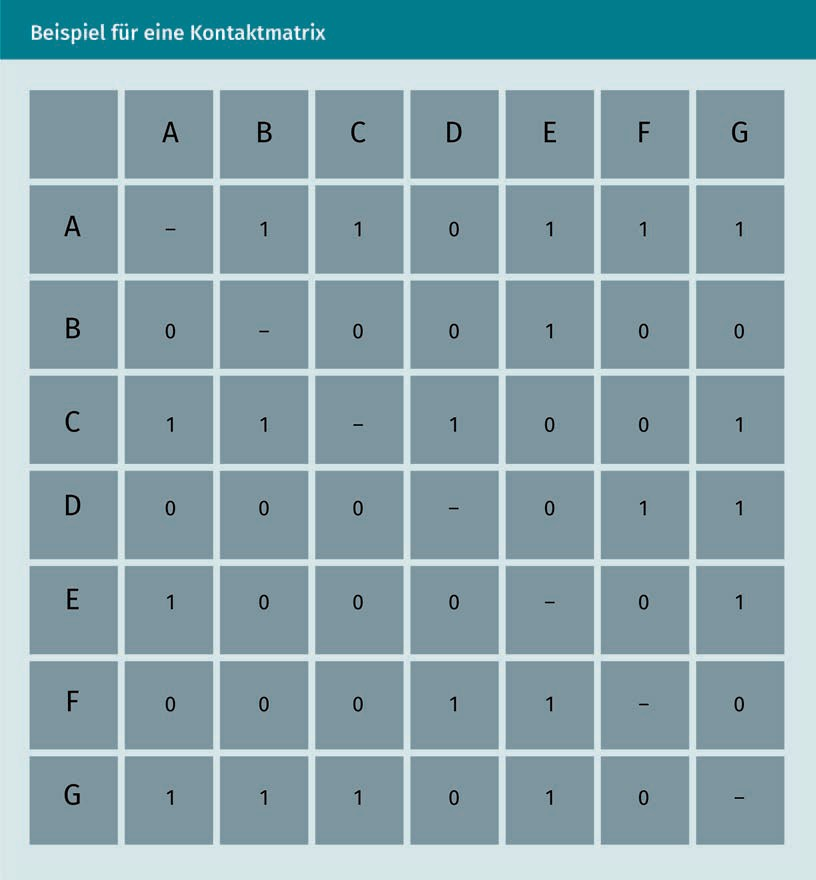 Beispiel für eine Kontaktmatrix
A B C D E F G
A – 1 1 0 1 1 1
B 0 – 0 0 1 0 0
C 1 1 – 1 0 0 1
D 0 0 0 – 0 1 1
E 1 0 0 0 – 0 1
F 0 0 0 1 1 – 0
G 1 1 1 0 1 0 –